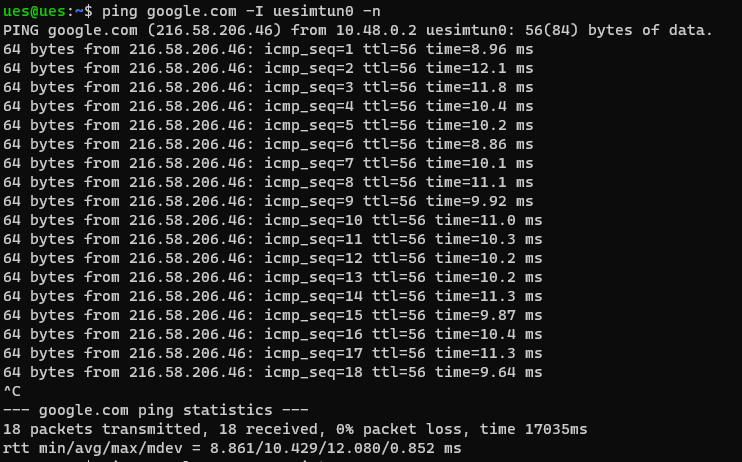 ues@ues:~$ ping google.com -I uesimtun0 -n
PING google.com (216.58.206.46) from 10.48.0.2 uesimtun0: 56(84) bytes of data.
64 bytes from 216.58.206.46: icmp_seq=1 ttl=56 time=8.96 ms
64 bytes from 216.58.206.46: icmp_seq=2 ttl=56 time=12.1 ms
64 bytes from 216.58.206.46: icmp_seq=3 ttl=56 time=11.8 ms
64 bytes from 216.58.206.46: icmp_seq=4 ttl=56 time=10.4 ms
64 bytes from 216.58.206.46: icmp_seq=5 ttl=56 time=10.2 ms
64 bytes from 216.58.206.46: icmp_seq=6 ttl=56 time=8.86 ms
64 bytes from 216.58.206.46: icmp_seq=7 ttl=56 time=10.1 ms
64 bytes from 216.58.206.46: icmp_seq=8 ttl=56 time=11.1 ms
64 bytes from 216.58.206.46: icmp_seq=9 ttl=56 time=9.92 ms
64 bytes from 216.58.206.46: icmp_seq=10 ttl=56 time=11.0 ms
64 bytes from 216.58.206.46: icmp_seq=11 ttl=56 time=10.3 ms
64 bytes from 216.58.206.46: icmp_seq=12 ttl=56 time=10.2 ms
64 bytes from 216.58.206.46: icmp_seq=13 ttl=56 time=10.2 ms
64 bytes from 216.58.206.46: icmp_seq=14 ttl=56 time=11.3 ms
64 bytes from 216.58.206.46: icmp_seq=15 ttl=56 time=9.87 ms
64 bytes from 216.58.206.46: icmp_seq=16 ttl=56 time=10.4 ms
64 bytes from 216.58.206.46: icmp_seq=17 ttl=56 time=11.3 ms
64 bytes from 216.58.206.46: icmp_seq=18 ttl=56 time=9.64 ms
^C
--- google.com ping statistics ---
18 packets transmitted, 18 received, 0% packet loss, time 17035ms
rtt min/avg/max/mdev = 8.861/10.429/12.080/0.852 ms